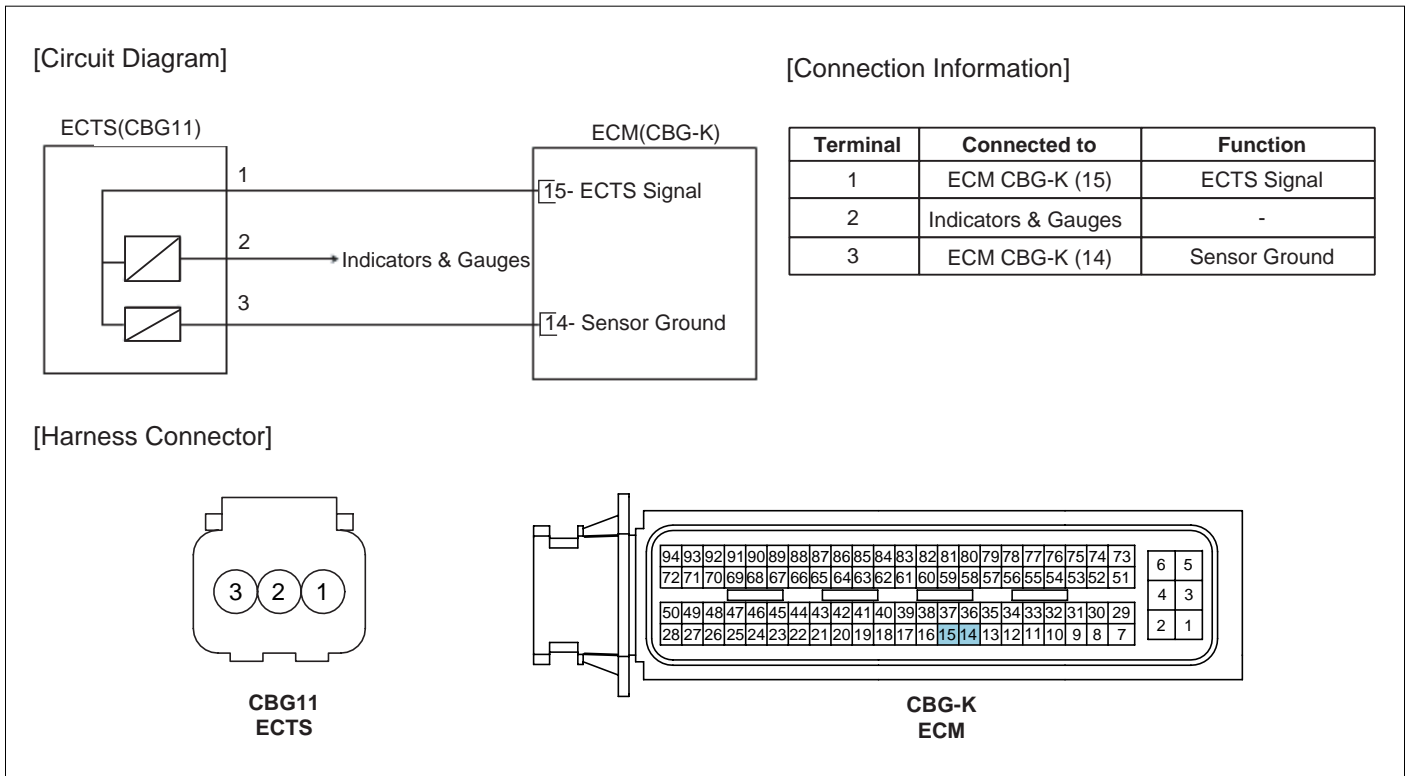 [Circuit Diagram]
ECTS(CBG11)
ECM(CBG-K)
1
15- ECTS Signal
2
Indicators & Gauges
3
14- Sensor Ground
[Connection Information]
Terminal Connected to Function
1 ECM CBG-K (15) ECTS Signal
2 Indicators & Gauges -
3 ECM CBG-K (14) Sensor Ground
[Harness Connector]
3 2 1
CBG11
ECTS
94 93 92 91 90 89 88 87 86 85 84 83 82 81 80 79 78 77 76 75 74 73
72 71 70 69 68 67 66 65 64 63 62 61 60 59 58 57 56 55 54 53 52 51
50 49 48 47 46 45 44 43 42 41 40 39 38 37 36 35 34 33 32 31 30 29
28 27 26 25 24 23 22 21 20 19 18 17 16 15 14 13 12 11 10 9 8 7
6 5
4 3
2 1
CBG-K
ECM